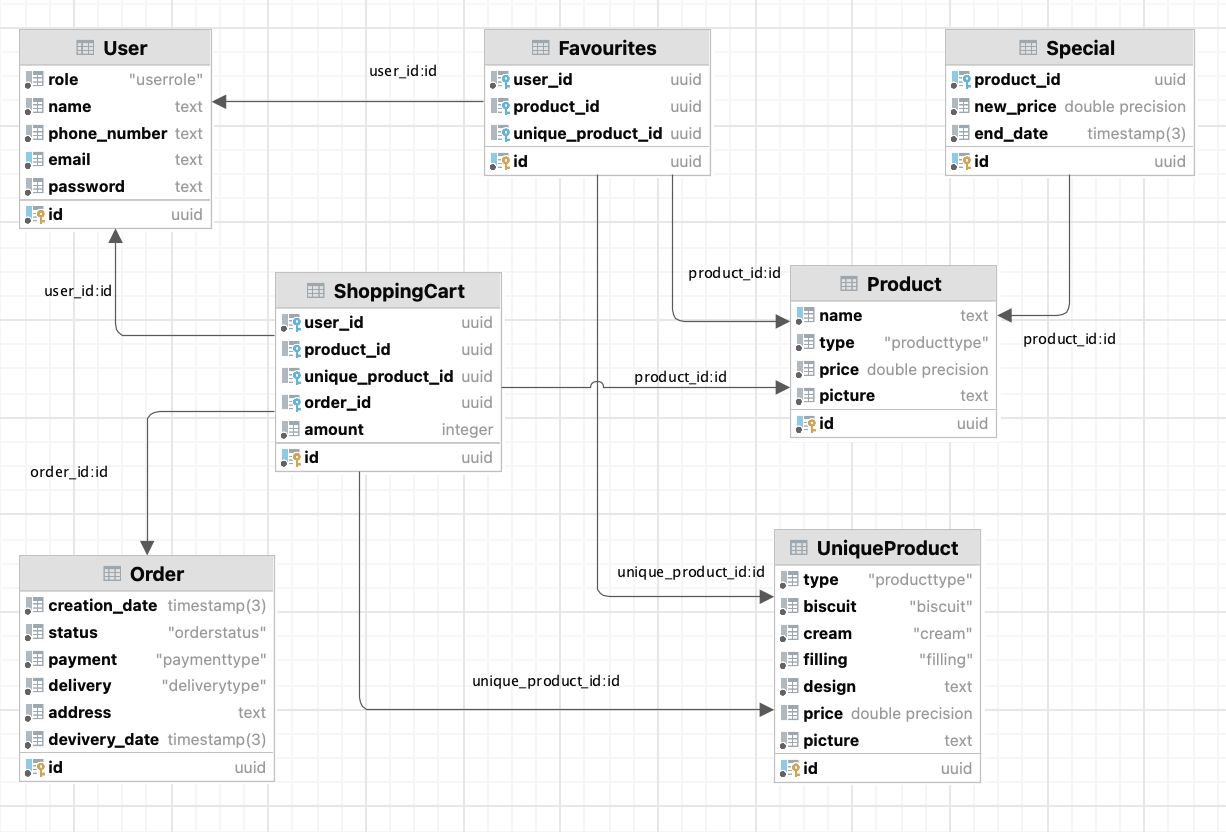 User
role "userrole"
name text
phone_number text
email text
password text
id uuid
user_id:id
Favourites
user_id uuid
product_id uuid
unique_product_id uuid
id uuid
Special
product_id uuid
new_price double precision
end_date timestamp(3)
id uuid
user_id:id
ShoppingCart
user_id uuid
product_id uuid
unique_product_id uuid
order_id uuid
amount integer
id uuid
product_id:id
product_id:id
Product
name text
type "producttype"
price double precision
picture text
id uuid
product_id:id
order_id:id
Order
creation_date timestamp(3)
status "orderstatus"
payment "paymenttype"
delivery "deliverytype"
address text
devivery_date timestamp(3)
id uuid
unique_product_id:id
unique_product_id:id
UniqueProduct
type "producttype"
biscuit "biscuit"
cream "cream"
filling "filling"
design text
price double precision
picture text
id uuid